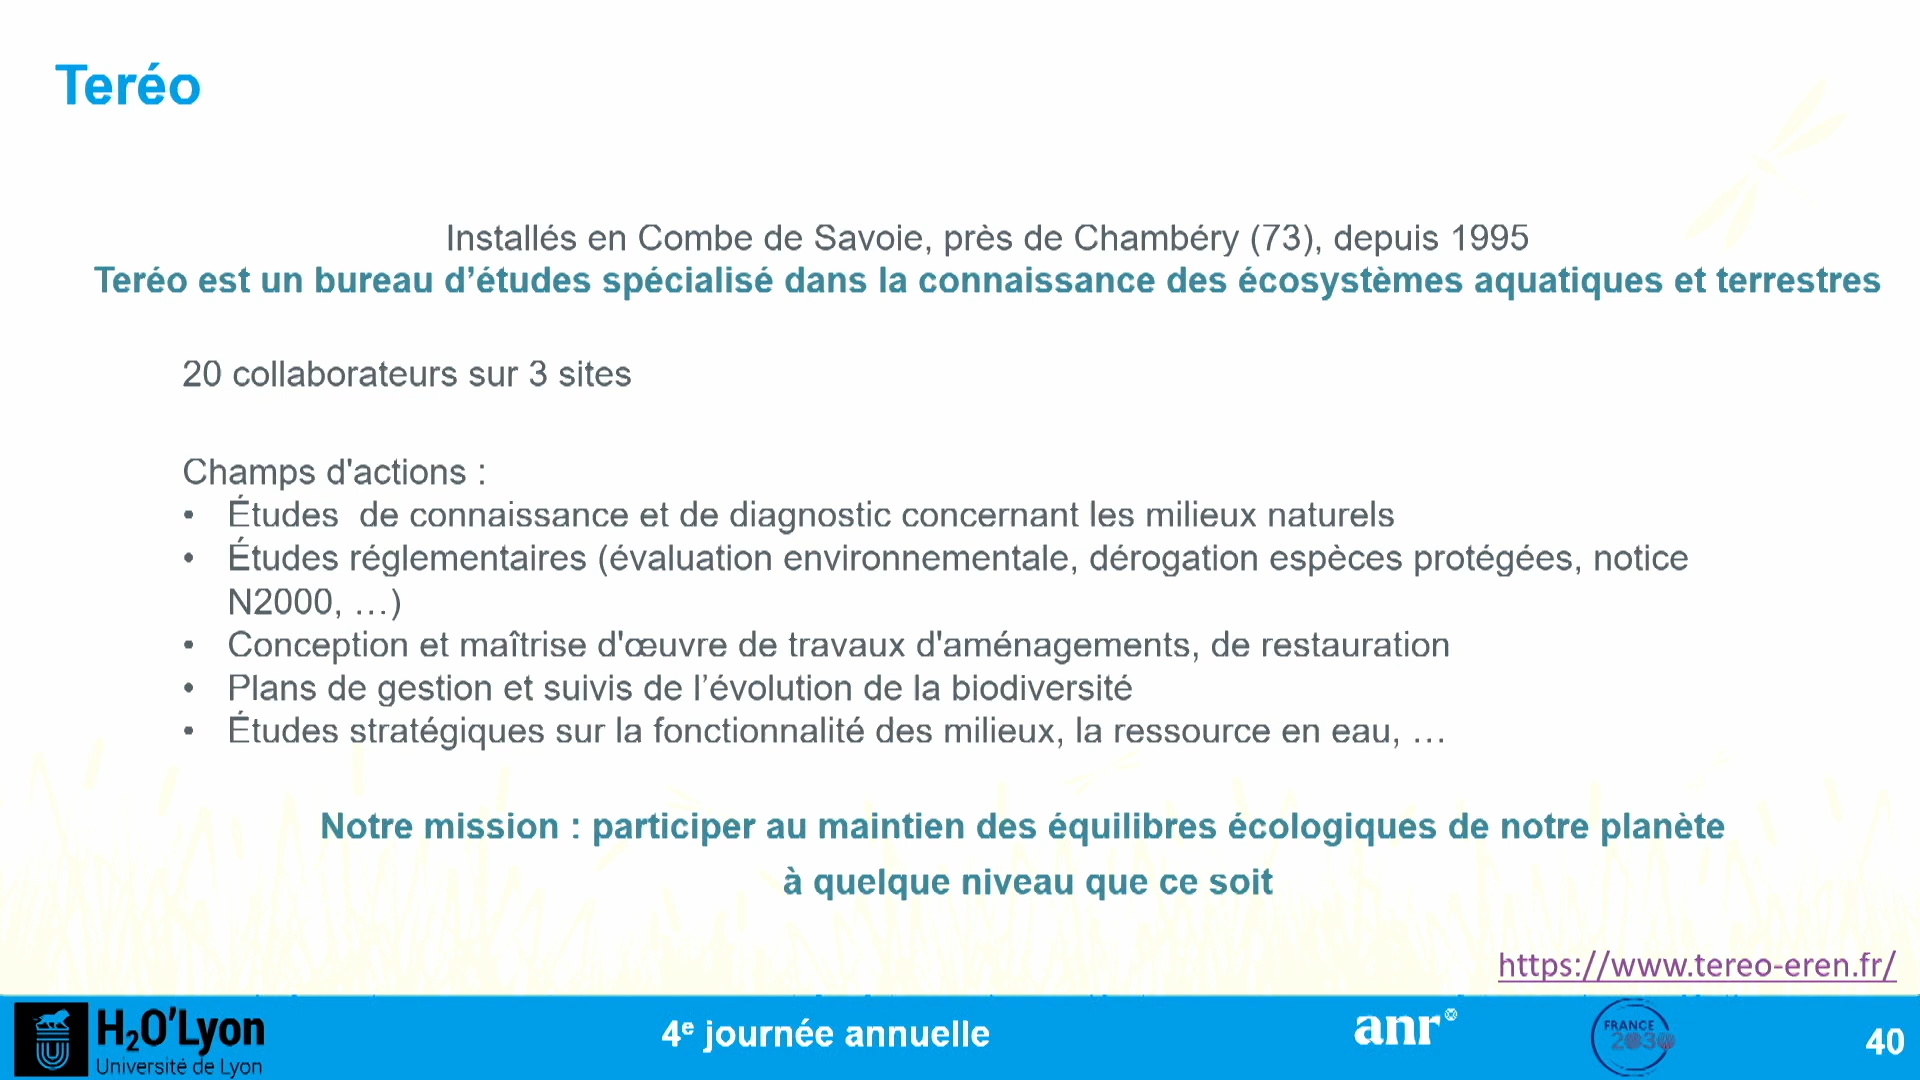 Teréo
Installés en Combe de Savoie, près de Chambéry (73), depuis 1995
Teréo est un bureau d’études spécialisé dans la connaissance des écosystèmes aquatiques et terrestres
20 collaborateurs sur 3 sites
Champs d'actions :
• Études  de connaissance et de diagnostic concernant les milieux naturels
• Études réglementaires (évaluation environnementale, dérogation espèces protégées, notice
N2000, …)
• Conception et maîtrise d'œuvre de travaux d'aménagements, de restauration
• Plans de gestion et suivis de l’évolution de la biodiversité
• Études stratégiques sur la fonctionnalité des milieux, la ressource en eau, …
Notre mission : participer au maintien des équilibres écologiques de notre planète
à quelque niveau que ce soit
https://www.tereo-eren.fr/
H₂O'Lyon
Université de Lyon
4e journée annuelle
anr
FRANCE
2030
40